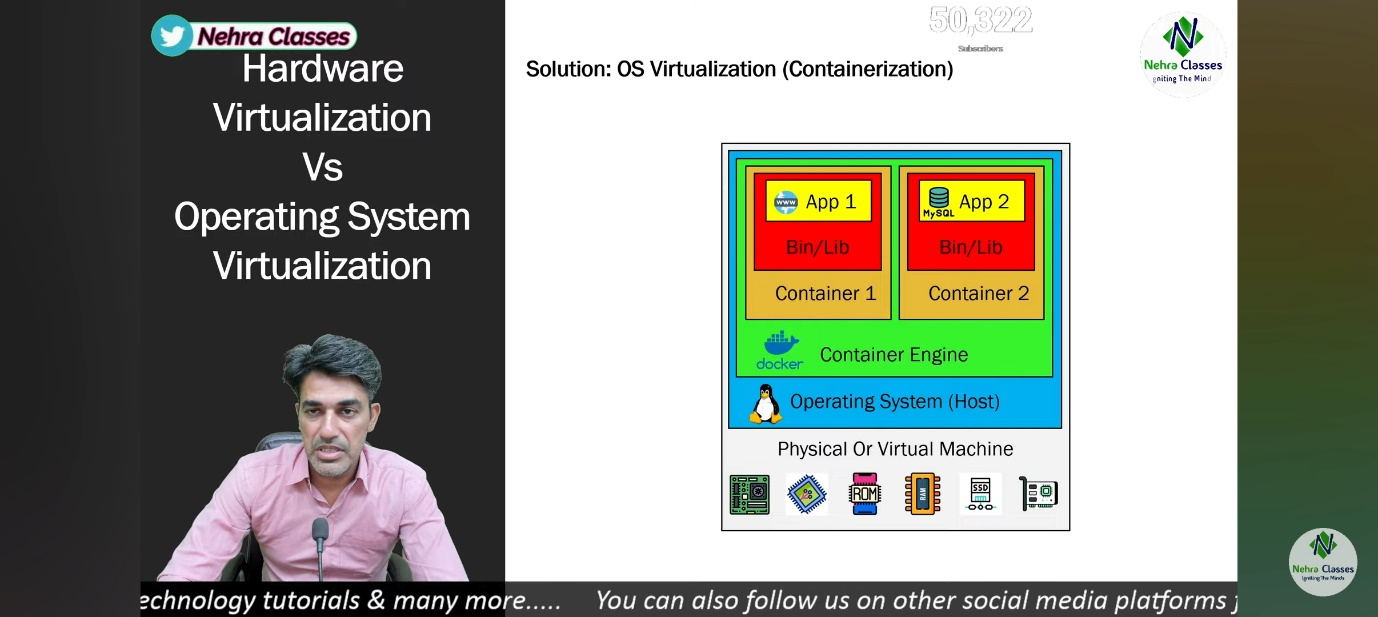 Nehra Classes
Hardware
Virtualization
Vs
Operating System
Virtualization
50,322
Subscribers
Nehra Classes
gniting The Mind
Solution: OS Virtualization (Containerization)
www
App 1
MySQL
App 2
Bin/Lib
Bin/Lib
Container 1
Container 2
docker
Container Engine
Operating System (Host)
Physical Or Virtual Machine
ROM
RAM
SSD
Nehra Classes
Igniting The Minds
echnology tutorials & many more..... You can also follow us on other social media platforms